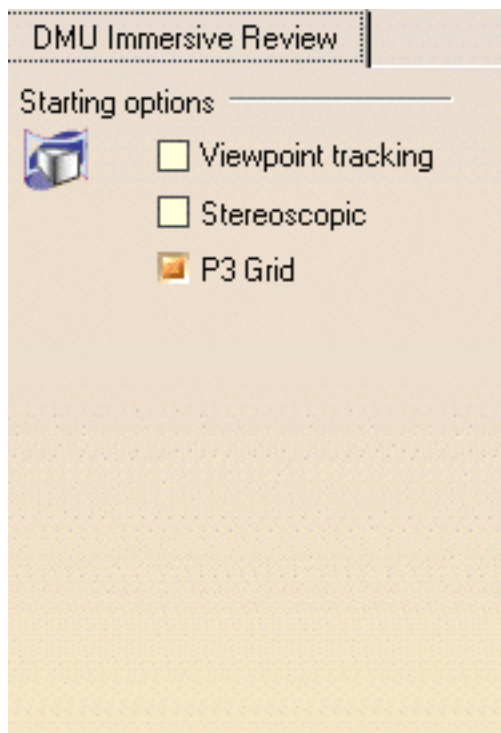 DMU Immersive Review
Starting options
Viewpoint tracking
Stereoscopic
P3 Grid